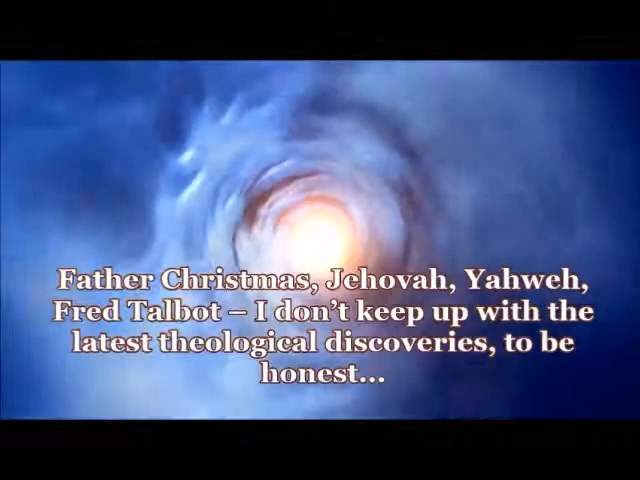 Father Christmas, Jehovah, Yahweh,
Fred Talbot – I don't keep up with the
latest theological discoveries, to be
honest...